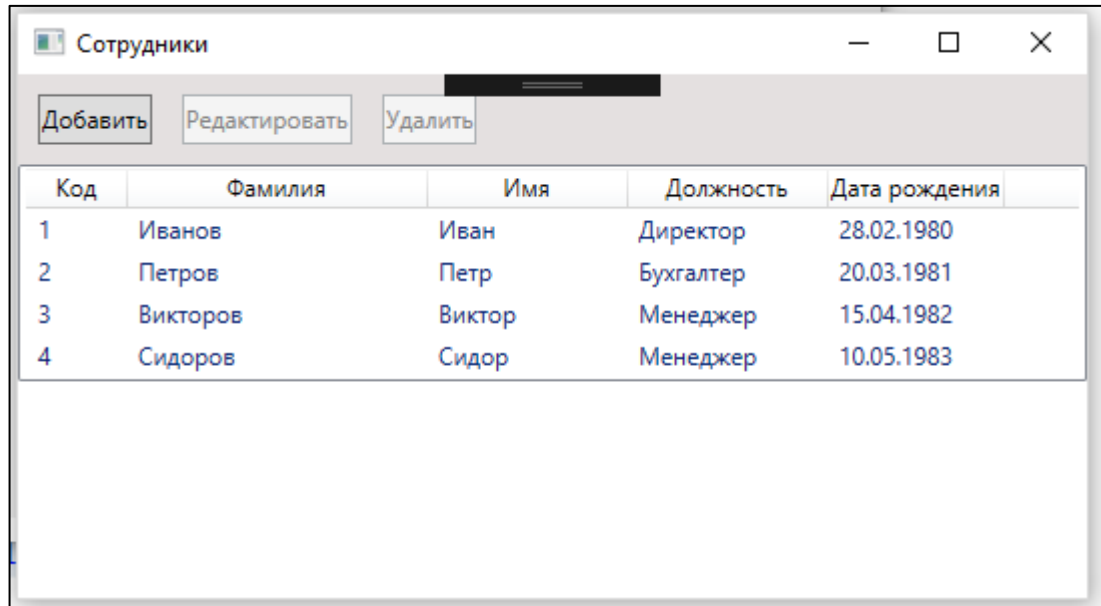 Сотрудники
Добавить Редактировать Удалить
Код Фамилия Имя Должность Дата рождения
1 Иванов Иван Директор 28.02.1980
2 Петров Петр Бухгалтер 20.03.1981
3 Викторов Виктор Менеджер 15.04.1982
4 Сидоров Сидор Менеджер 10.05.1983